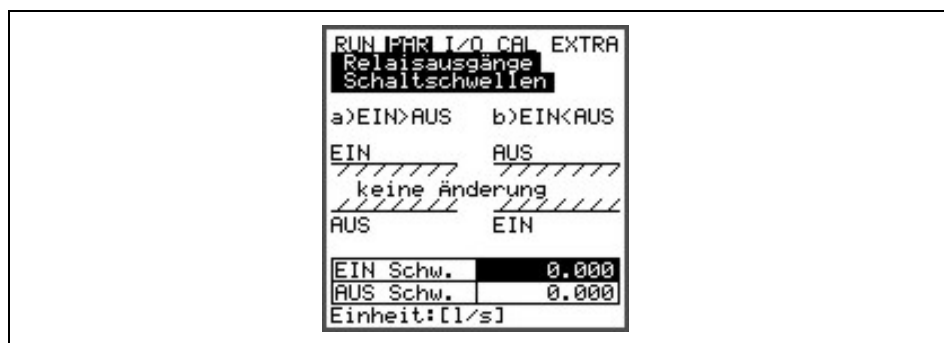 RUN PAR I/O CAL EXTRA
Relaisausgänge
Schaltschwellen
a)EIN>AUS b)EIN<AUS
EIN AUS
keine Änderung
AUS EIN
EIN Schw. 0.000
AUS Schw. 0.000
Einheit:[l/s]